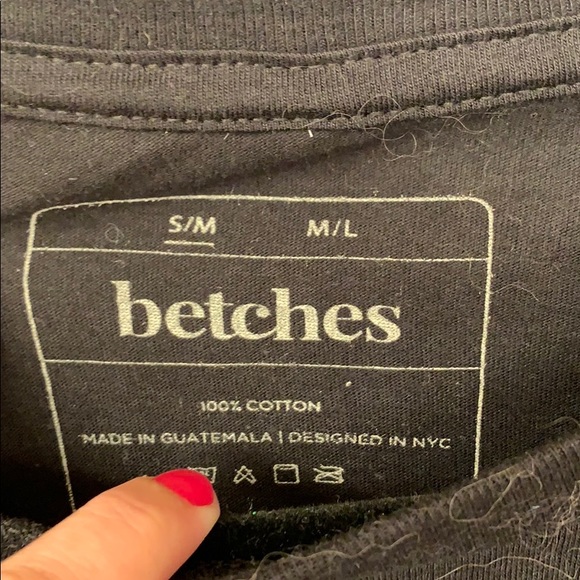 S/M M/L
betches
100% COTTON
MADE IN GUATEMALA | DESIGNED IN NYC